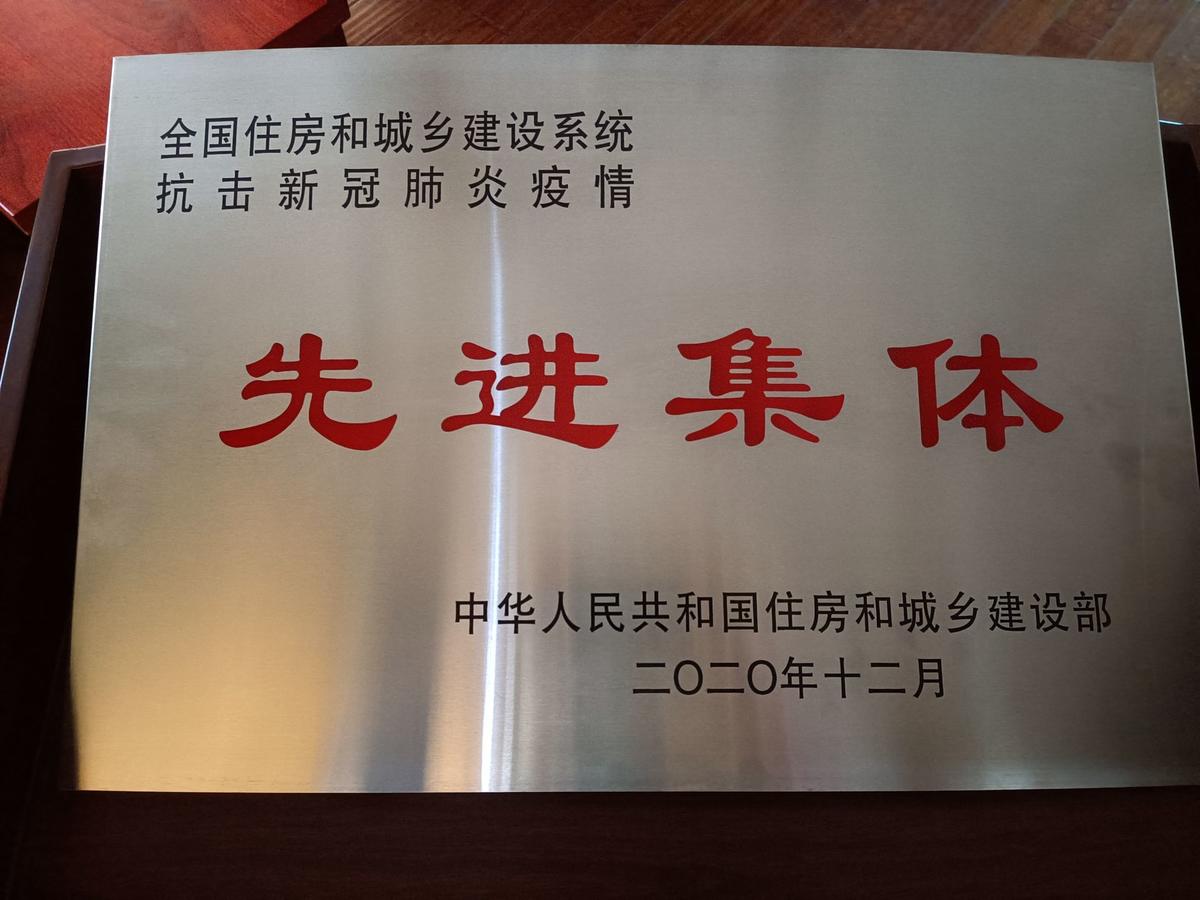 全国住房和城乡建设系统
抗击新冠肺炎疫情
先进集体
中华人民共和国住房和城乡建设部
二〇二〇年十二月